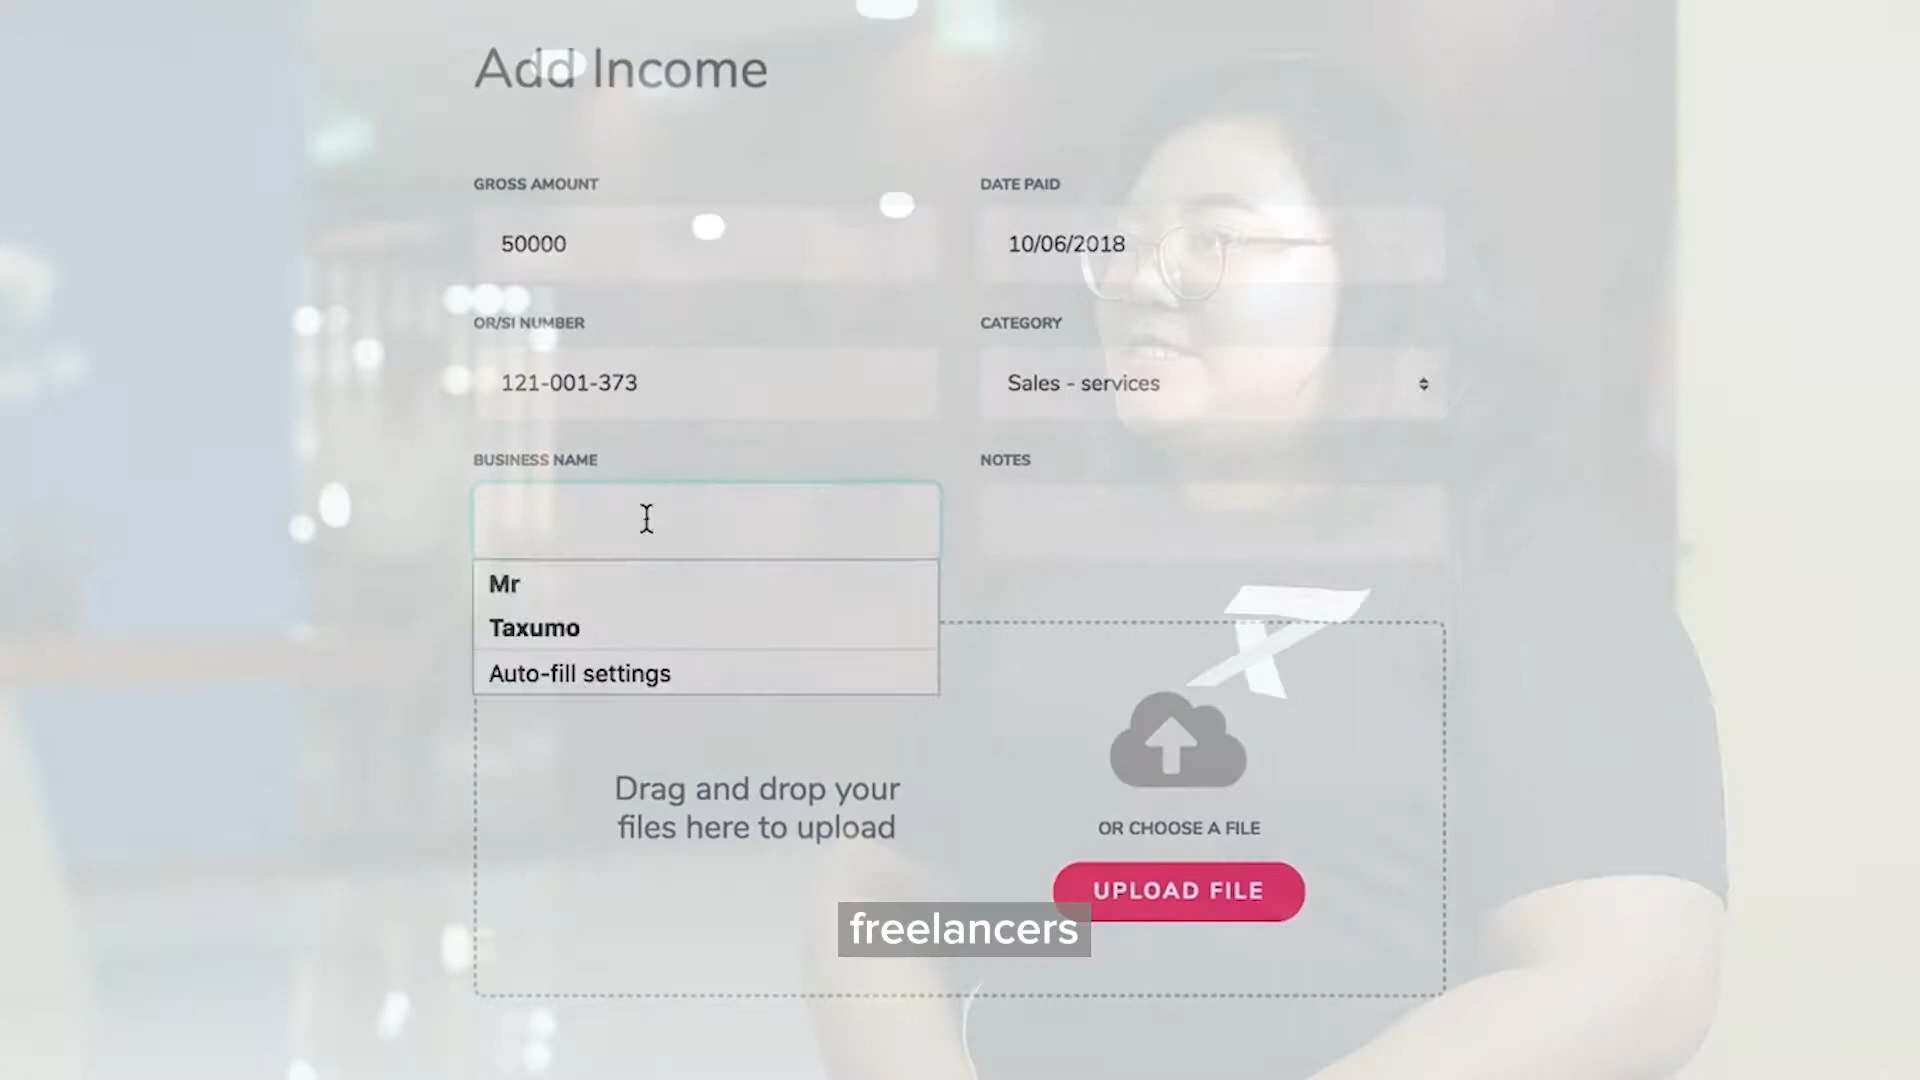 Add Income
GROSS AMOUNT
DATE PAID
50000
10/06/2018
OR/SI NUMBER
CATEGORY
121-001-373
Sales - services
BUSINESS NAME
NOTES
Mr
Taxumo
Auto-fill settings
Drag and drop your
files here to upload
OR CHOOSE A FILE
UPLOAD FILE
freelancers